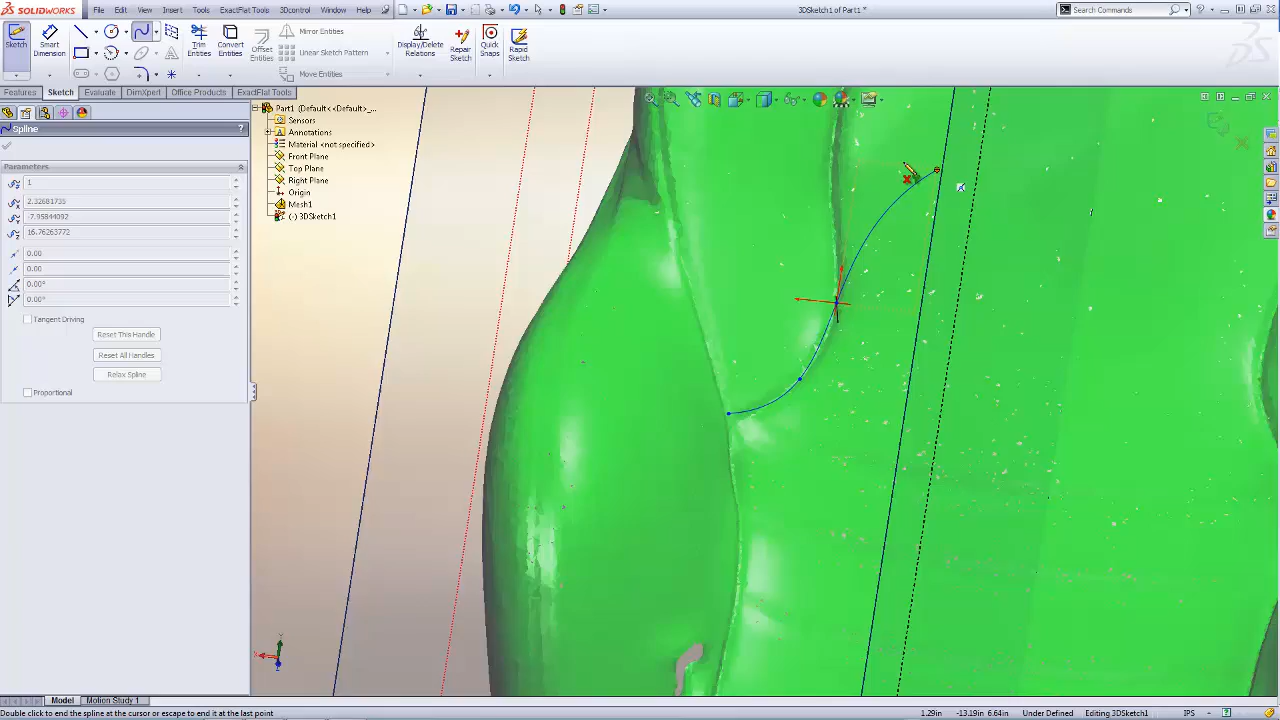 SOLIDWORKS File Edit View Insert Tools ExactFlat Tools 3Dcontrol Window Help 3DSketch1 of Part1 * Search Commands
Sketch Smart Dimension Trim Entities Convert Entities Offset Entities Mirror Entities Linear Sketch Pattern Move Entities Display/Delete Relations Repair Sketch Quick Snaps Rapid Sketch
Features Sketch Evaluate DimXpert Office Products ExactFlat Tools
Spline ?
Parameters
1
2.32681735
-7.95844092
16.76263772
0.00
0.00
0.00°
0.00°
Tangent Driving
Reset This Handle
Reset All Handles
Relax Spline
Proportional
Part1 (Default<<Default>_...
Sensors
Annotations
Material <not specified>
Front Plane
Top Plane
Right Plane
Origin
Mesh1
(-) 3DSketch1
Model Motion Study 1
Double click to end the spline at the cursor or escape to end it at the last point 1.29in -13.19in 6.64in Under Defined Editing 3DSketch1 IPS